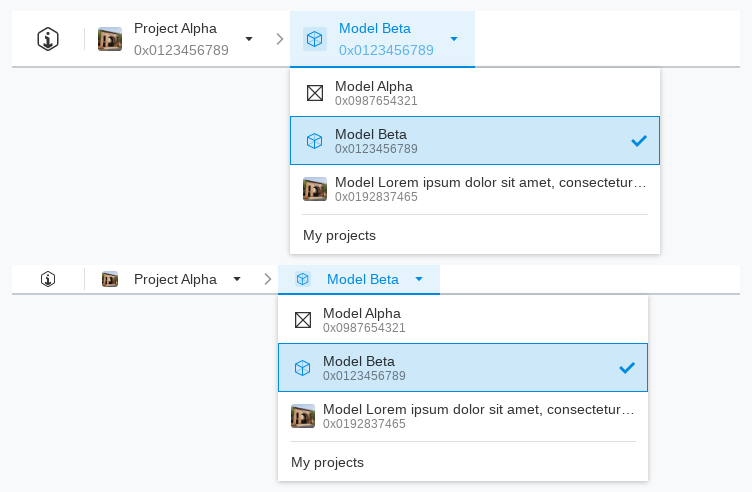 Project Alpha
0x0123456789
Model Beta
0x0123456789
Model Alpha
0x0987654321
Model Beta
0x0123456789
Model Lorem ipsum dolor sit amet, consectetur…
0x0192837465
My projects
Project Alpha
Model Beta
Model Alpha
0x0987654321
Model Beta
0x0123456789
Model Lorem ipsum dolor sit amet, consectetur…
0x0192837465
My projects